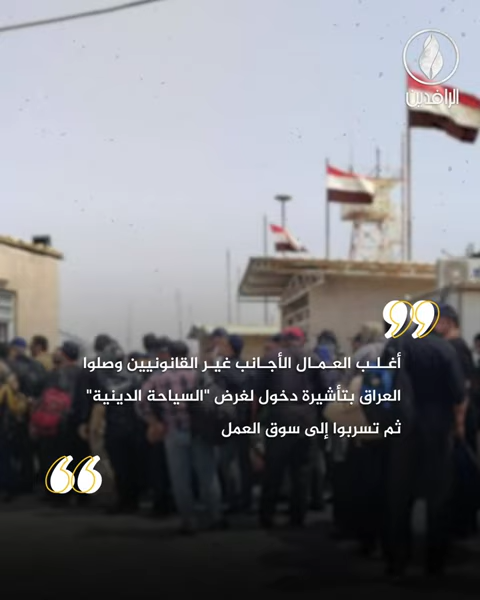 الرافدين
أغلب العمال الأجانب غير القانونيين وصلوا
العراق بتأشيرة دخول لغرض "السياحة الدينية"
ثم تسربوا إلى سوق العمل